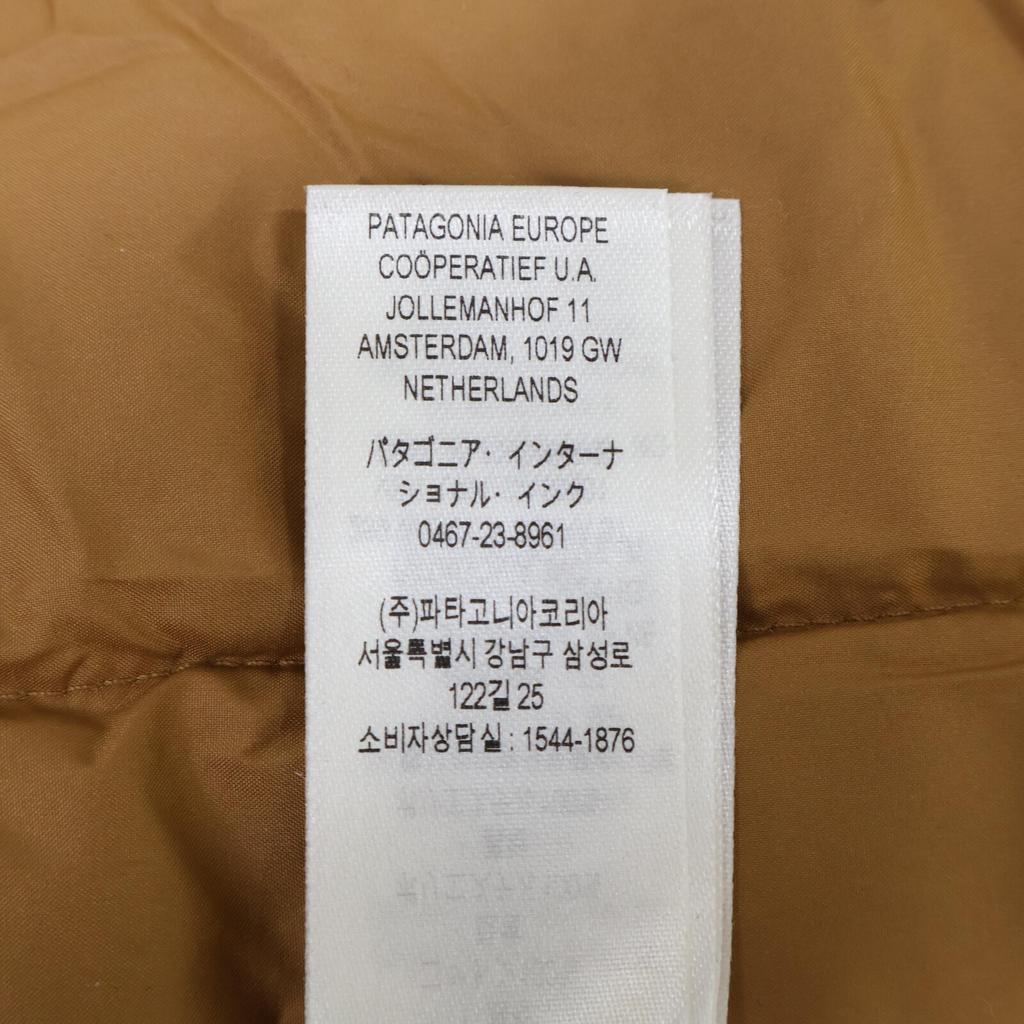 PATAGONIA EUROPE
COÖPERATIEF U.A.
JOLLEMANHOF 11
AMSTERDAM, 1019 GW
NETHERLANDS
パタゴニア・インターナ
ショナル・インク
0467-23-8961
(주)파타고니아코리아
서울특별시 강남구 삼성로
122길 25
소비자상담실 : 1544-1876